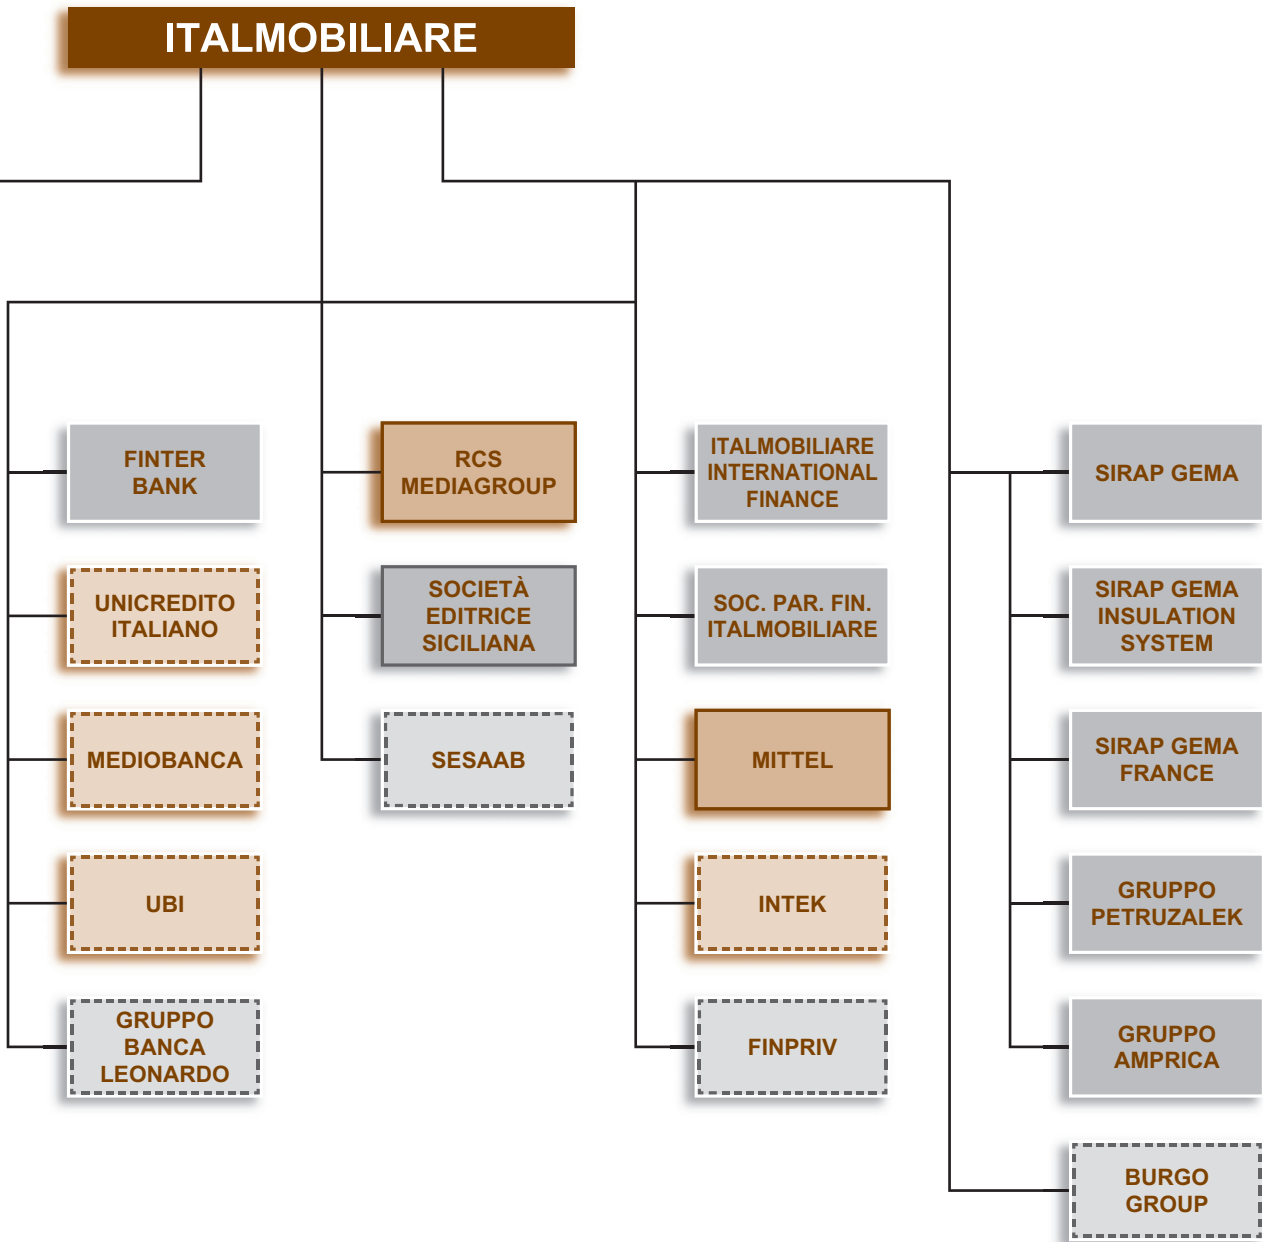 ITALMOBILIARE
FINTER
BANK
UNICREDITO
ITALIANO
MEDIOBANCA
UBI
GRUPPO
BANCA
LEONARDO
RCS
MEDIAGROUP
SOCIETÀ
EDITRICE
SICILIANA
SESAAB
ITALMOBILIARE
INTERNATIONAL
FINANCE
SOC. PAR. FIN.
ITALMOBILIARE
MITTEL
INTEK
FINPRIV
SIRAP GEMA
SIRAP GEMA
INSULATION
SYSTEM
SIRAP GEMA
FRANCE
GRUPPO
PETRUZALEK
GRUPPO
AMPRICA
BURGO
GROUP